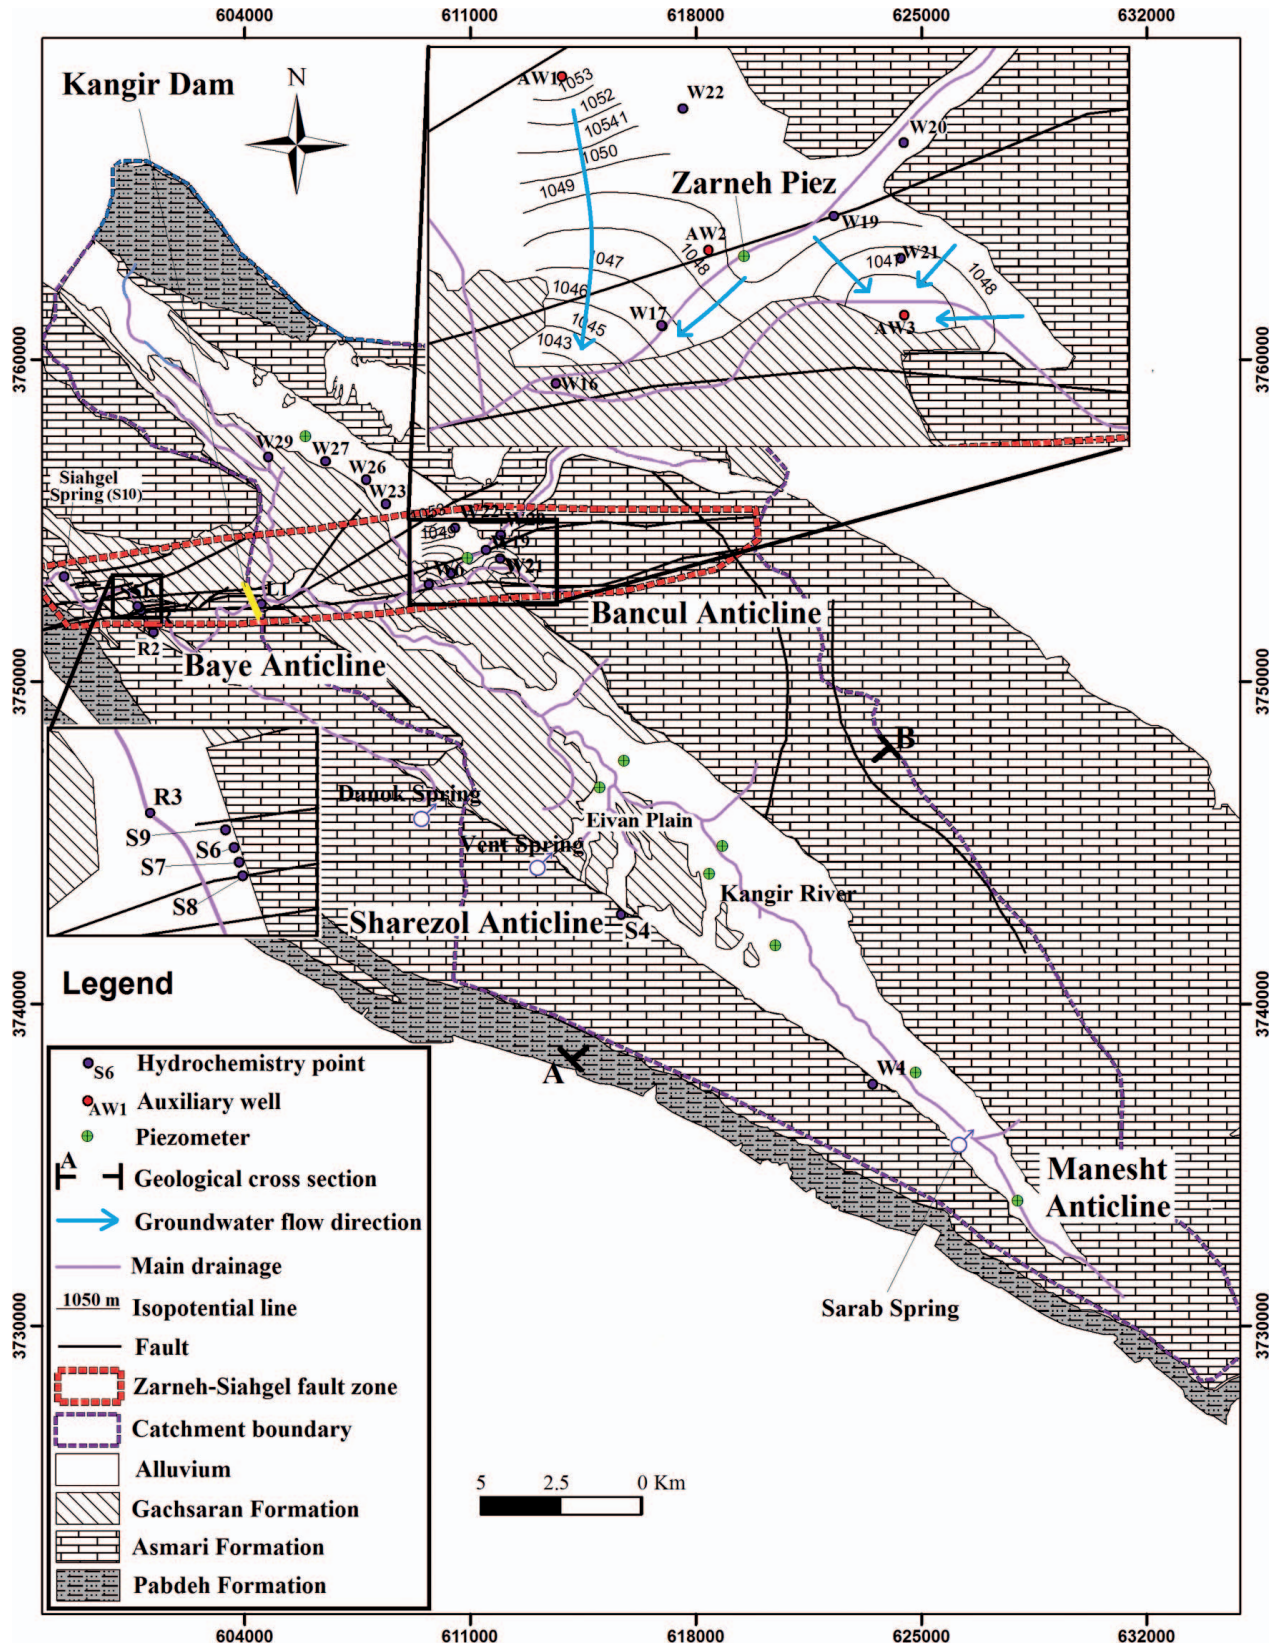 604000
611000
618000
625000
632000
Kangir Dam
N
AW1
1053
1052
10541
1050
1049
W22
W20
Zarneh Piez
W19
AW2
1048
1047
W21
1047
1048
1046
1045
1043
W17
AW3
W16
3760000
3760000
W29
W27
W26
W23
Siahgel
Spring (S10)
1053
W22
1049
W19
W21
L1
R2
Baye Anticline
Bancul Anticline
3750000
3750000
B
R3
S9
S6
S7
S8
Danok Spring
Vent Spring
Eivan Plain
Kangir River
Sharezol Anticline
S4
3740000
3740000
A
W4
Manesht
Anticline
Sarab Spring
3730000
3730000
Legend
S6 Hydrochemistry point
AW1 Auxiliary well
Piezometer
A Geological cross section
Groundwater flow direction
Main drainage
1050 m Isopotential line
Fault
Zarneh-Siahgel fault zone
Catchment boundary
Alluvium
Gachsaran Formation
Asmari Formation
Pabdeh Formation
5 2.5 0 Km
604000
611000
618000
625000
632000